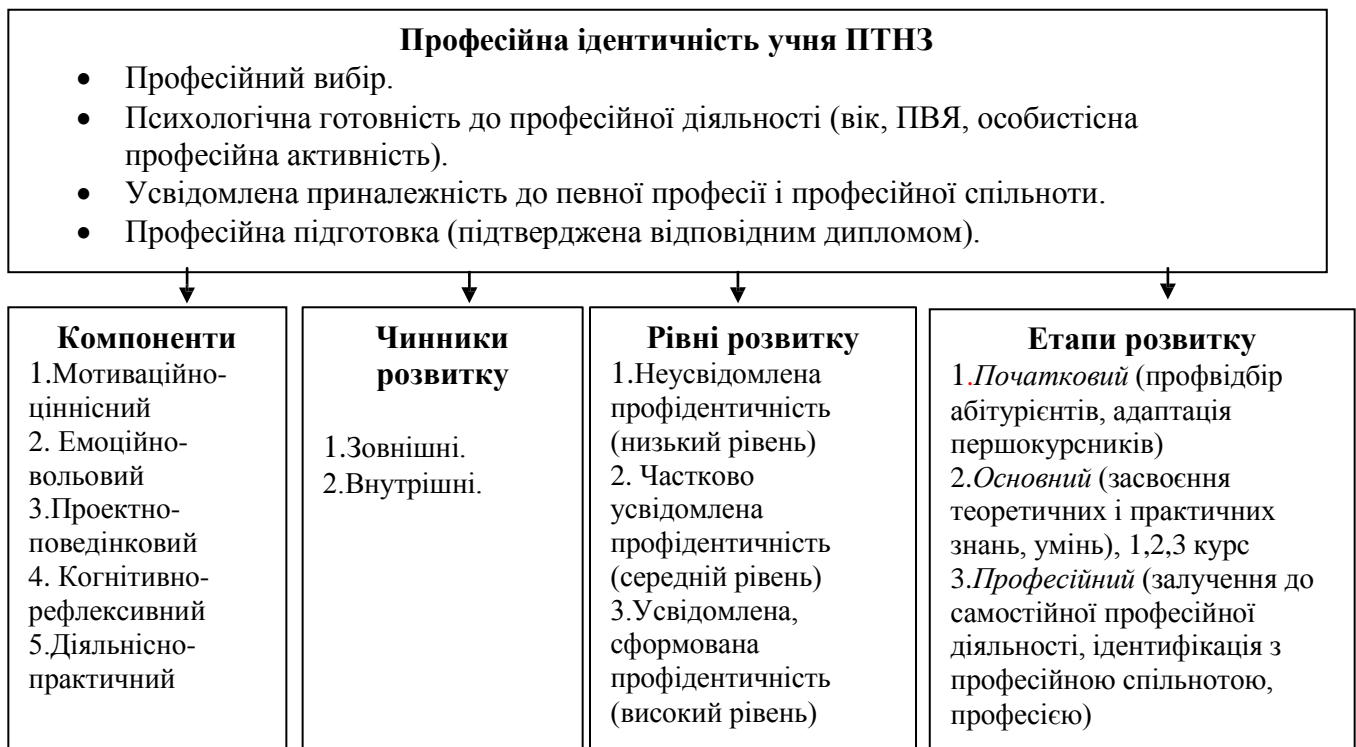 Професійна ідентичність учня ПТНЗ
• Професійний вибір.
• Психологічна готовність до професійної діяльності (вік, ПВЯ, особистісна
професійна активність).
• Усвідомлена приналежність до певної професії і професійної спільноти.
• Професійна підготовка (підтверджена відповідним дипломом).
Компоненти
1.Мотиваційно-
ціннісний
2. Емоційно-
вольовий
3.Проектно-
поведінковий
4. Когнітивно-
рефлексивний
5.Діяльнісно-
практичний
Чинники
розвитку
1.Зовнішні.
2.Внутрішні.
Рівні розвитку
1.Неусвідомлена
профідентичність
(низький рівень)
2. Частково
усвідомлена
профідентичність
(середній рівень)
3.Усвідомлена,
сформована
профідентичність
(високий рівень)
Етапи розвитку
1.Початковий (профвідбір
абітурієнтів, адаптація
першокурсників)
2.Основний (засвоєння
теоретичних і практичних
знань, умінь), 1,2,3 курс
3.Професійний (залучення до
самостійної професійної
діяльності, ідентифікація з
професійною спільнотою,
професією)